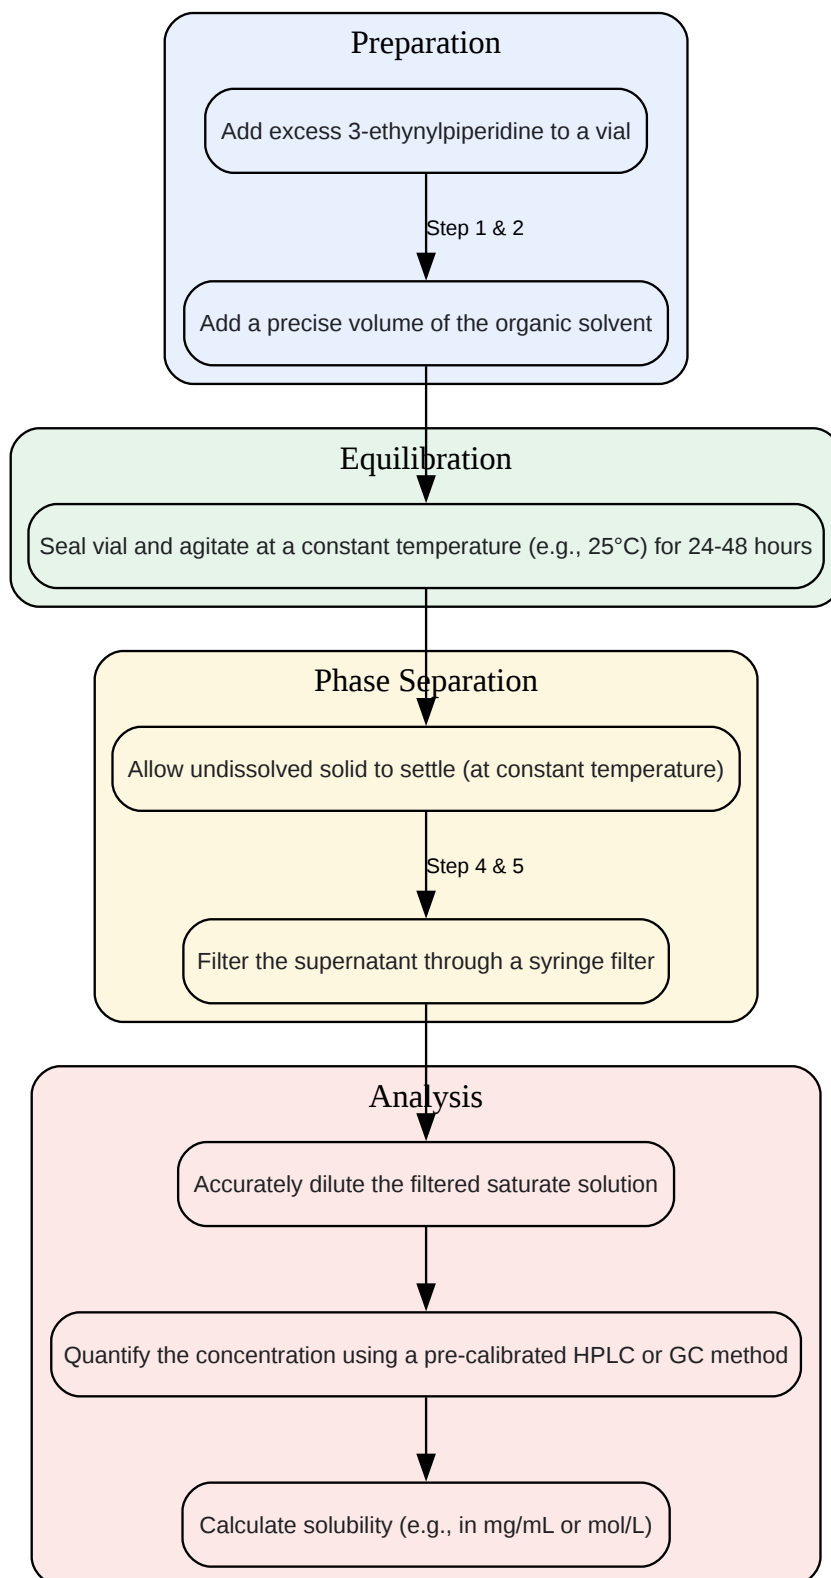 Preparation
Add excess 3-ethynylpiperidine to a vial
Step 1 & 2
Add a precise volume of the organic solvent
Equilibration
Seal vial and agitate at a constant temperature (e.g., 25°C) for 24-48 hours
Phase Separation
Allow undissolved solid to settle (at constant temperature)
Step 4 & 5
Filter the supernatant through a syringe filter
Analysis
Accurately dilute the filtered saturate solution
Quantify the concentration using a pre-calibrated HPLC or GC method
Calculate solubility (e.g., in mg/mL or mol/L)